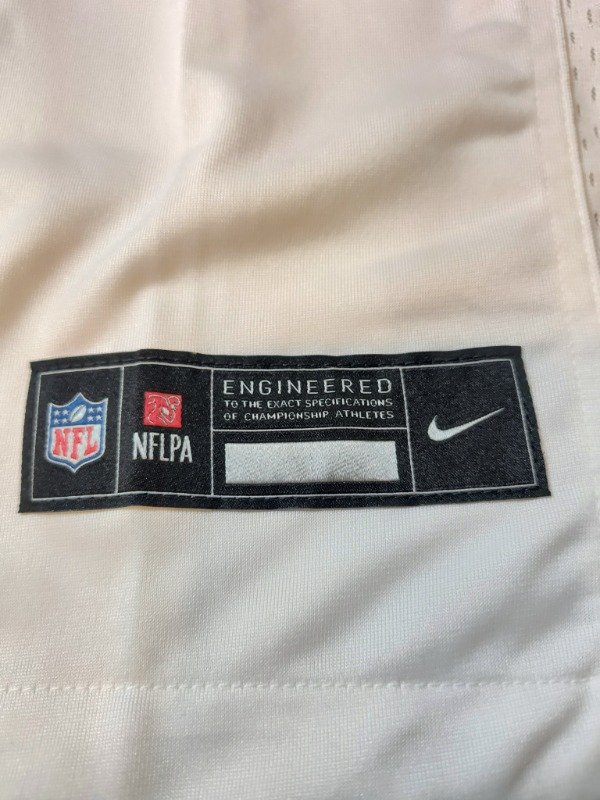 NFL
NFLPA
ENGINEERED
TO THE EXACT SPECIFICATIONS
OF CHAMPIONSHIP ATHLETES